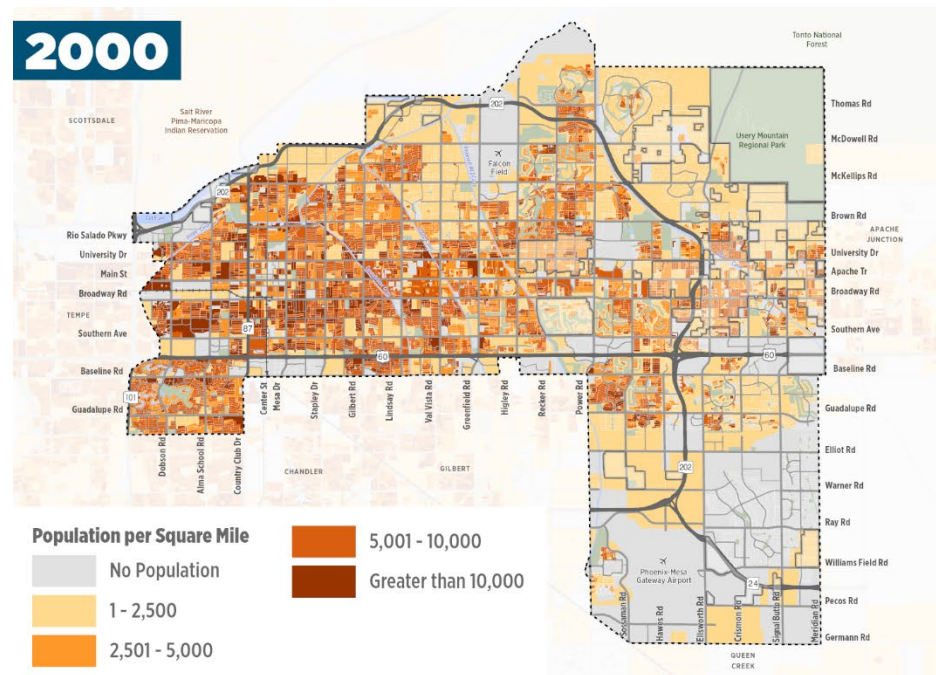 2000
Tonto National
Forest
SCOTTSDALE
Salt River
Pima-Maricopa
Indian Reservation
202
Thomas Rd
Usery Mountain
Regional Park
McDowell Rd
Falcon
Field
McKellips Rd
202
Brown Rd
Rio Salado Pkwy
APACHE
JUNCTION
University Dr
University Dr
Main St
Apache Tr
Broadway Rd
Broadway Rd
TEMPE
Southern Ave
87
Southern Ave
60
60
Baseline Rd
Baseline Rd
101
Guadalupe Rd
Guadalupe Rd
Dobson Rd
Alma School Rd
Country Club Dr
Center St
Mesa Dr
Stapley Dr
Gilbert Rd
Lindsay Rd
Val Vista Rd
Greenfield Rd
Higley Rd
Recker Rd
Power Rd
CHANDLER
GILBERT
Elliot Rd
202
Warner Rd
Ray Rd
Williams Field Rd
Phoenix-Mesa
Gateway Airport
24
Pecos Rd
Sossaman Rd
Hawes Rd
Ellsworth Rd
Crismon Rd
Signal Butte Rd
Meridian Rd
Germann Rd
QUEEN
CREEK
Population per Square Mile
No Population
1 - 2,500
2,501 - 5,000
5,001 - 10,000
Greater than 10,000